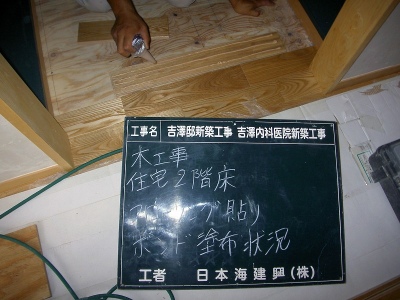 工事名 吉澤邸新築工事 吉澤内科医院新築工事
木工事
住宅2階床
フローリング貼り
ボンド塗布状況
工者 日本海建興(株)